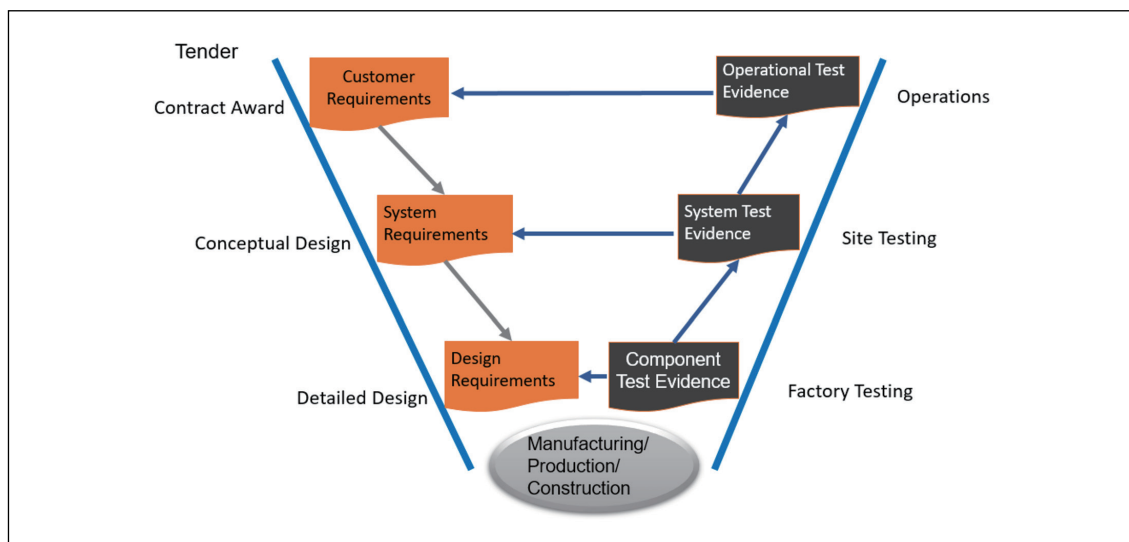 Tender
Customer
Requirements
Operational Test
Evidence
Contract Award
Operations
System
Requirements
System Test
Evidence
Conceptual Design
Site Testing
Design
Requirements
Component
Test Evidence
Detailed Design
Factory Testing
Manufacturing/
Production/
Construction